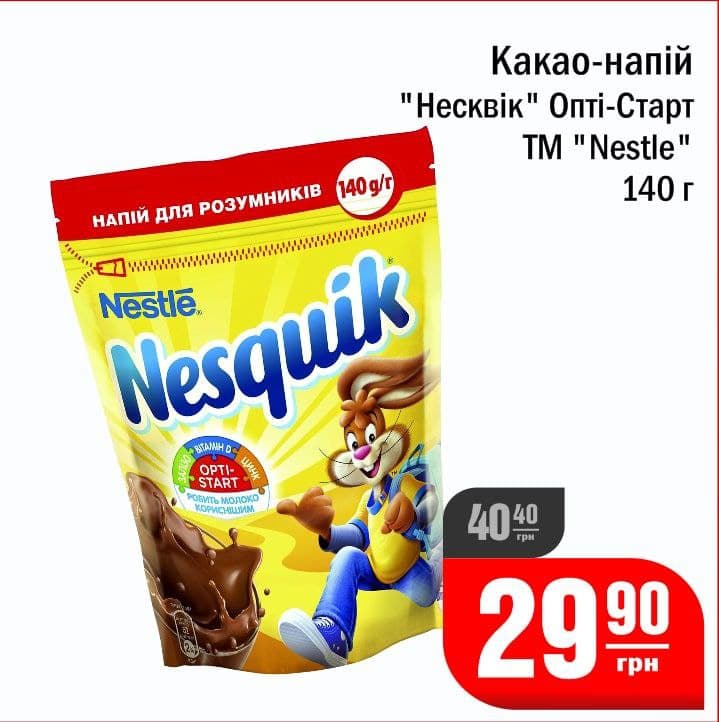 Какао-напій
"Несквік" Опті-Старт
ТМ "Nestle"
140 г
НАПІЙ ДЛЯ РОЗУМНИКІВ 140 g/г
Nestlé
Nesquik
ЗАЛІЗО ВІТАМІН D ЦИНК
OPTI-
START
РОБИТЬ МОЛОКО
КОРИСНІШИМ
40 40
грн
29 90
грн